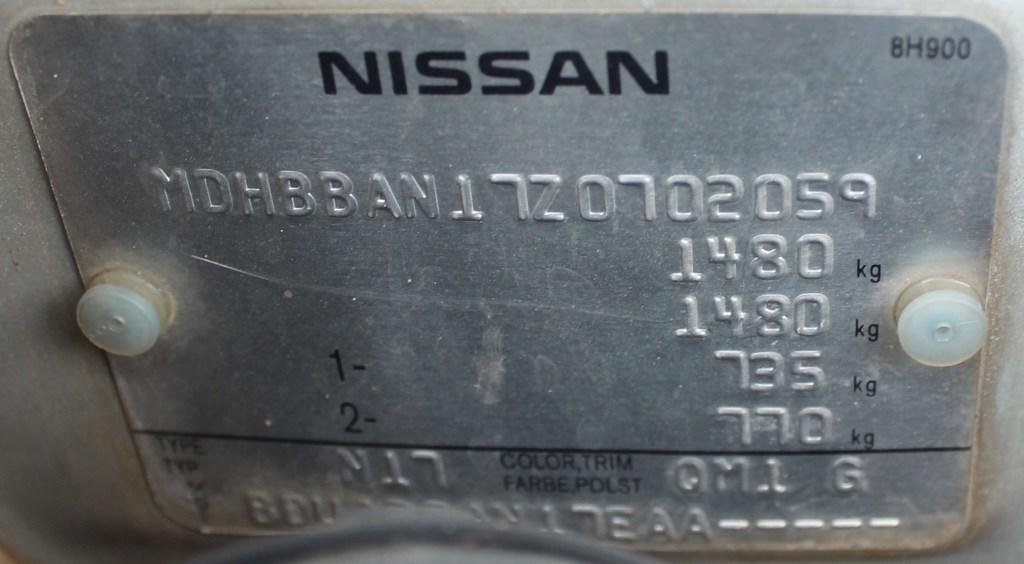 NISSAN
8H900
MDHBBAN17Z0702059
1480 kg
1480 kg
1- 735 kg
2- 770 kg
TYPE
TYP N17 COLOR,TRIM QM1 G
FARBE,POLST